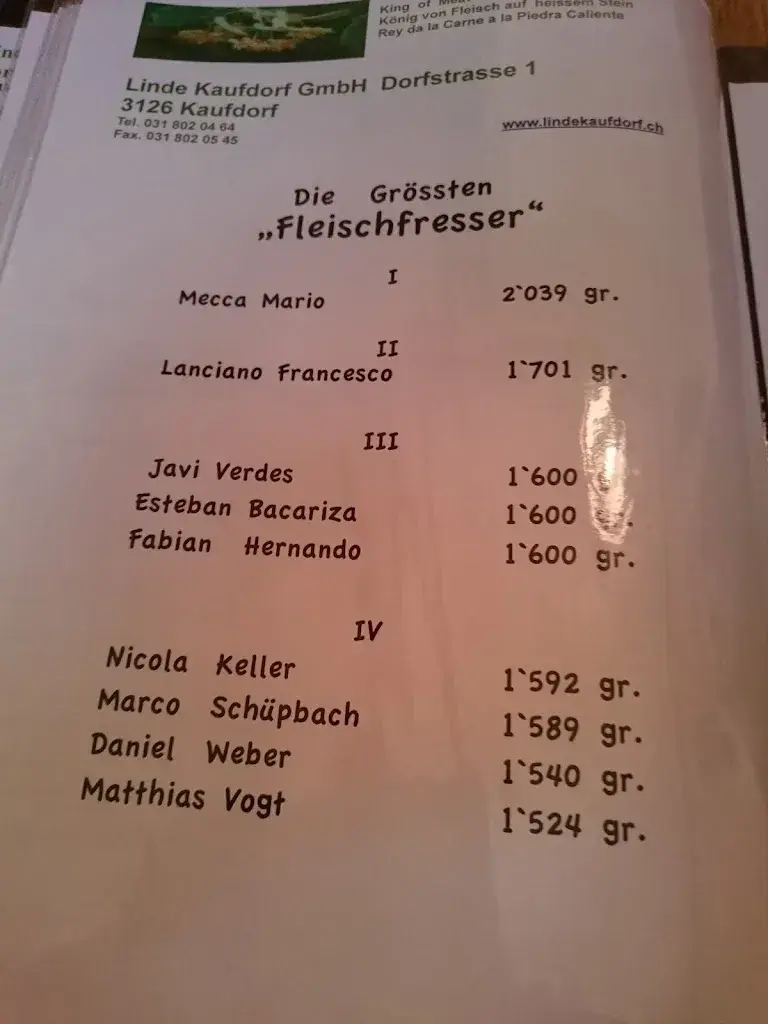 King of
König von Fleisch auf heissem Stein
Rey da la Carne a la Piedra Caliente
Linde Kaufdorf GmbH Dorfstrasse 1
3126 Kaufdorf
Tel. 031 802 04 64
Fax. 031 802 05 45
www.lindekaufdorf.ch
Die Grössten
„Fleischfresser“
I
Mecca Mario 2`039 gr.
II
Lanciano Francesco 1`701 gr.
III
Javi Verdes 1`600
Esteban Bacariza 1`600 gr.
Fabian Hernando 1`600 gr.
IV
Nicola Keller 1`592 gr.
Marco Schüpbach 1`589 gr.
Daniel Weber 1`540 gr.
Matthias Vogt 1`524 gr.